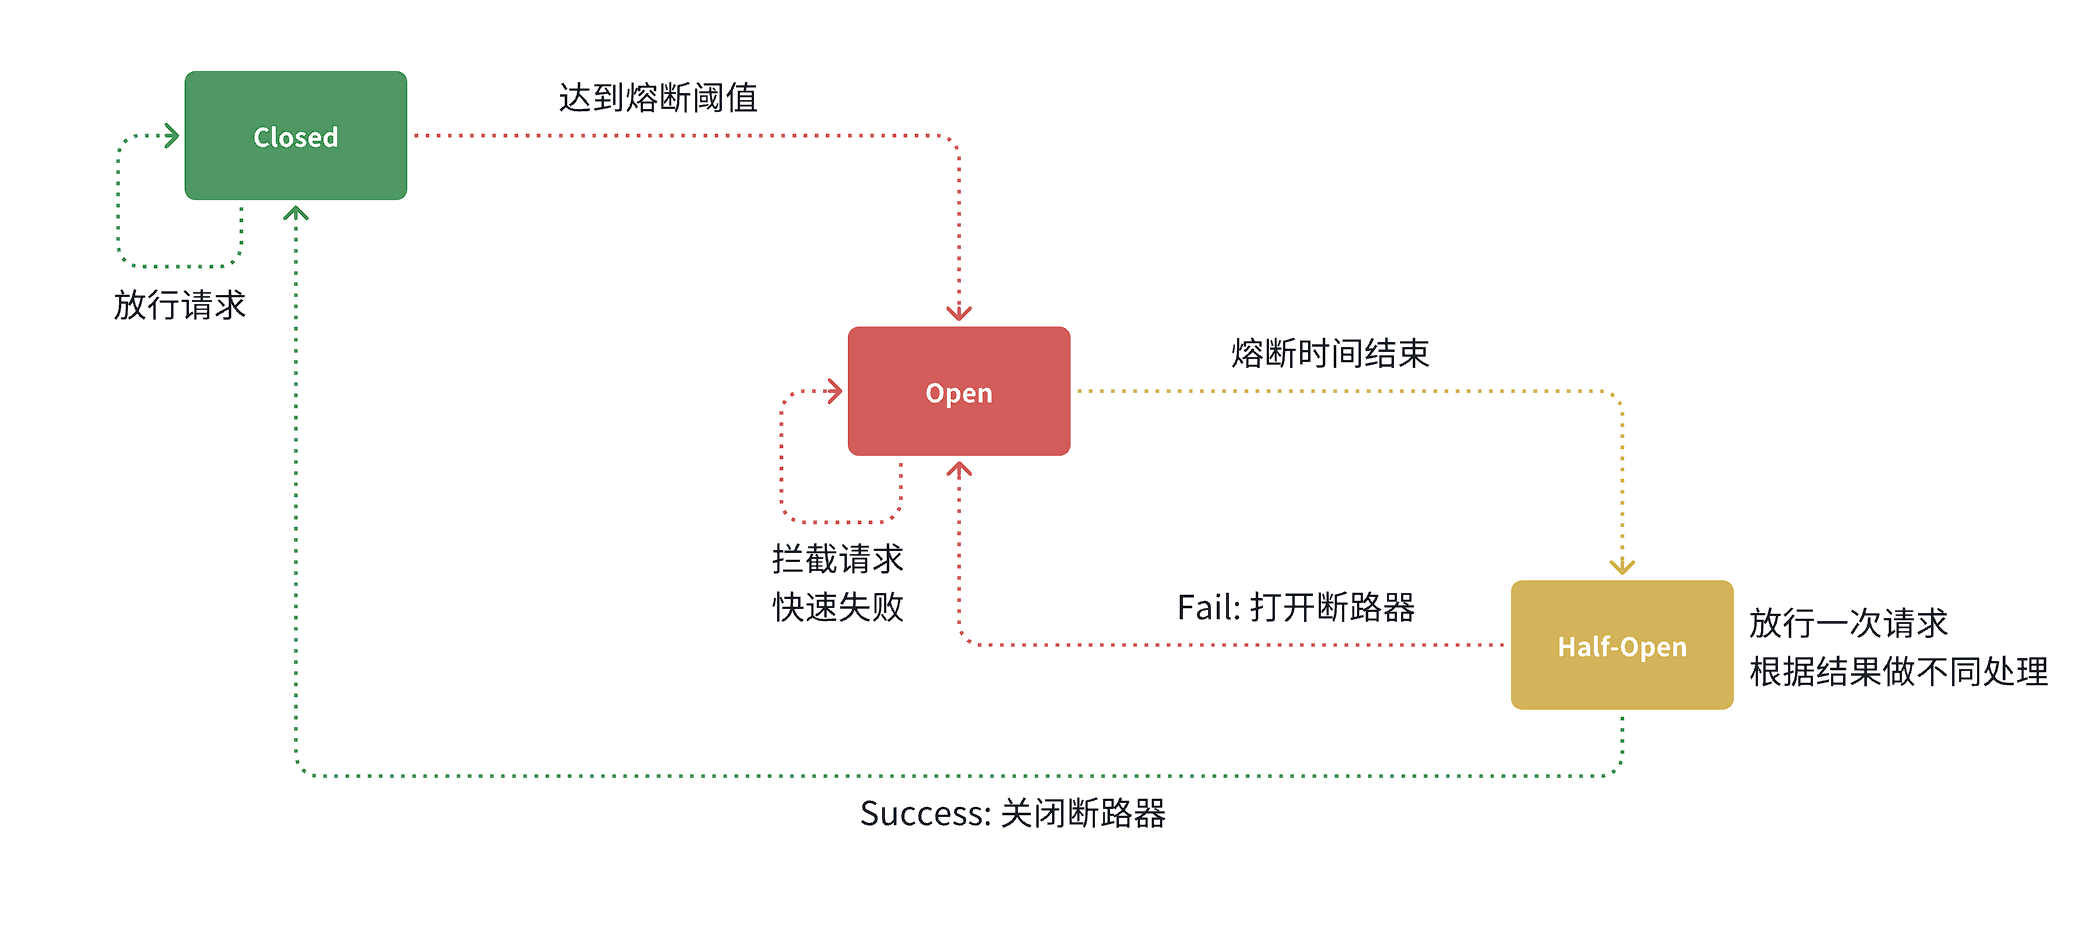 达到熔断阈值
Closed
放行请求
熔断时间结束
Open
拦截请求
快速失败
Fail: 打开断路器
Half-Open
放行一次请求
根据结果做不同处理
Success: 关闭断路器